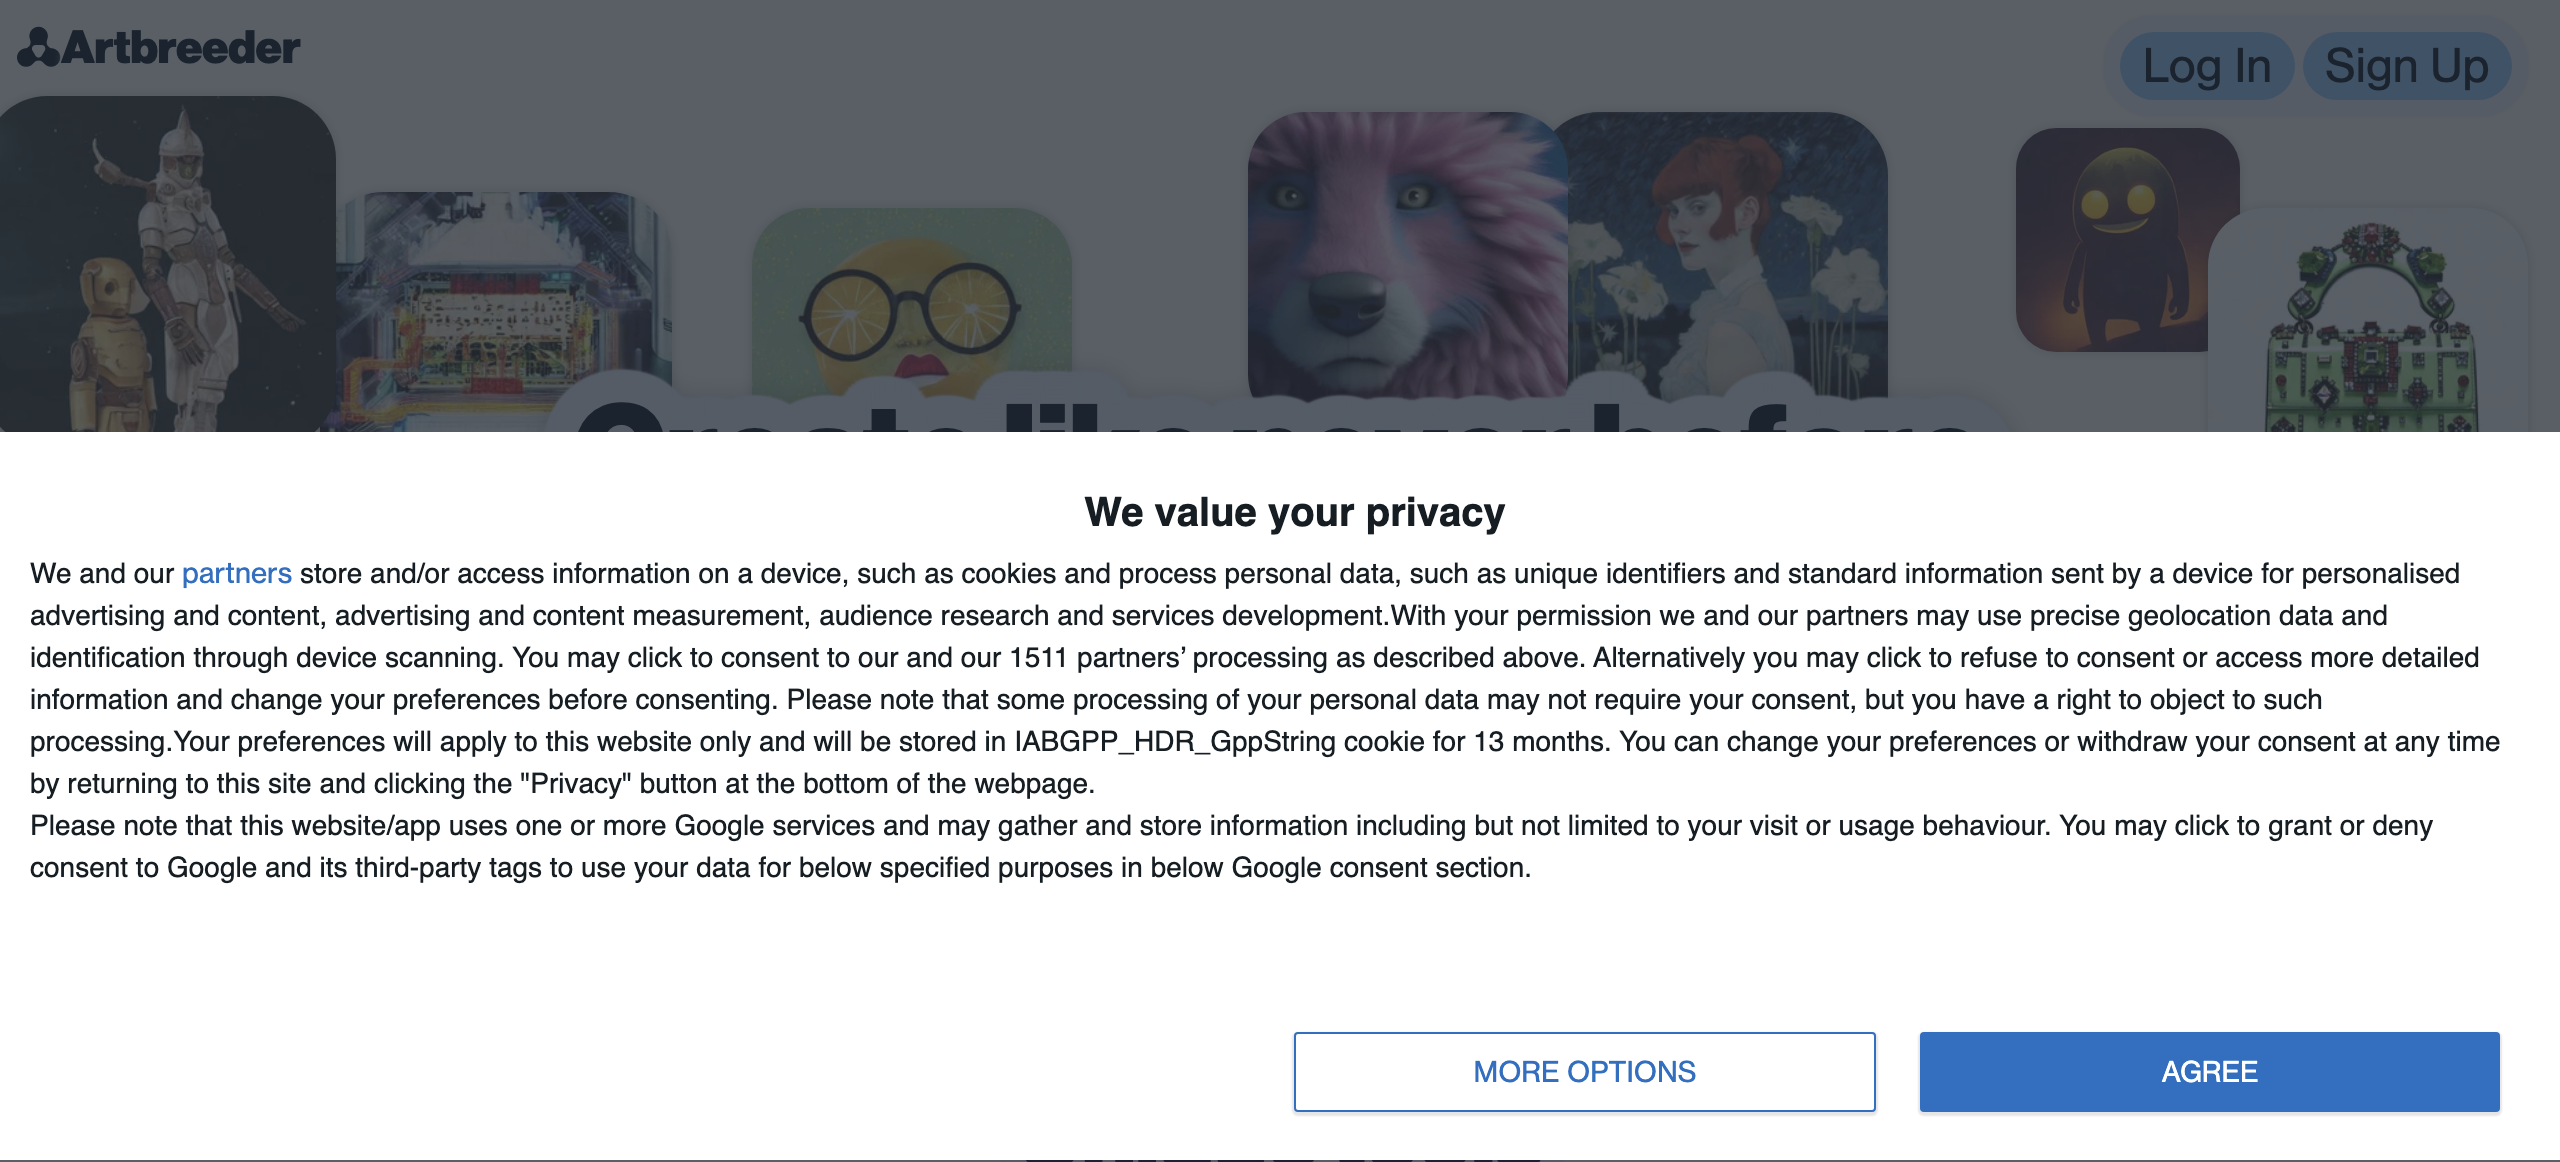 Artbreeder
Log In
Sign Up
Create like never before
We value your privacy
We and our partners store and/or access information on a device, such as cookies and process personal data, such as unique identifiers and standard information sent by a device for personalised
advertising and content, advertising and content measurement, audience research and services development.With your permission we and our partners may use precise geolocation data and
identification through device scanning. You may click to consent to our and our 1511 partners’ processing as described above. Alternatively you may click to refuse to consent or access more detailed
information and change your preferences before consenting. Please note that some processing of your personal data may not require your consent, but you have a right to object to such
processing.Your preferences will apply to this website only and will be stored in IABGPP_HDR_GppString cookie for 13 months. You can change your preferences or withdraw your consent at any time
by returning to this site and clicking the "Privacy" button at the bottom of the webpage.
Please note that this website/app uses one or more Google services and may gather and store information including but not limited to your visit or usage behaviour. You may click to grant or deny
consent to Google and its third-party tags to use your data for below specified purposes in below Google consent section.
MORE OPTIONS
AGREE